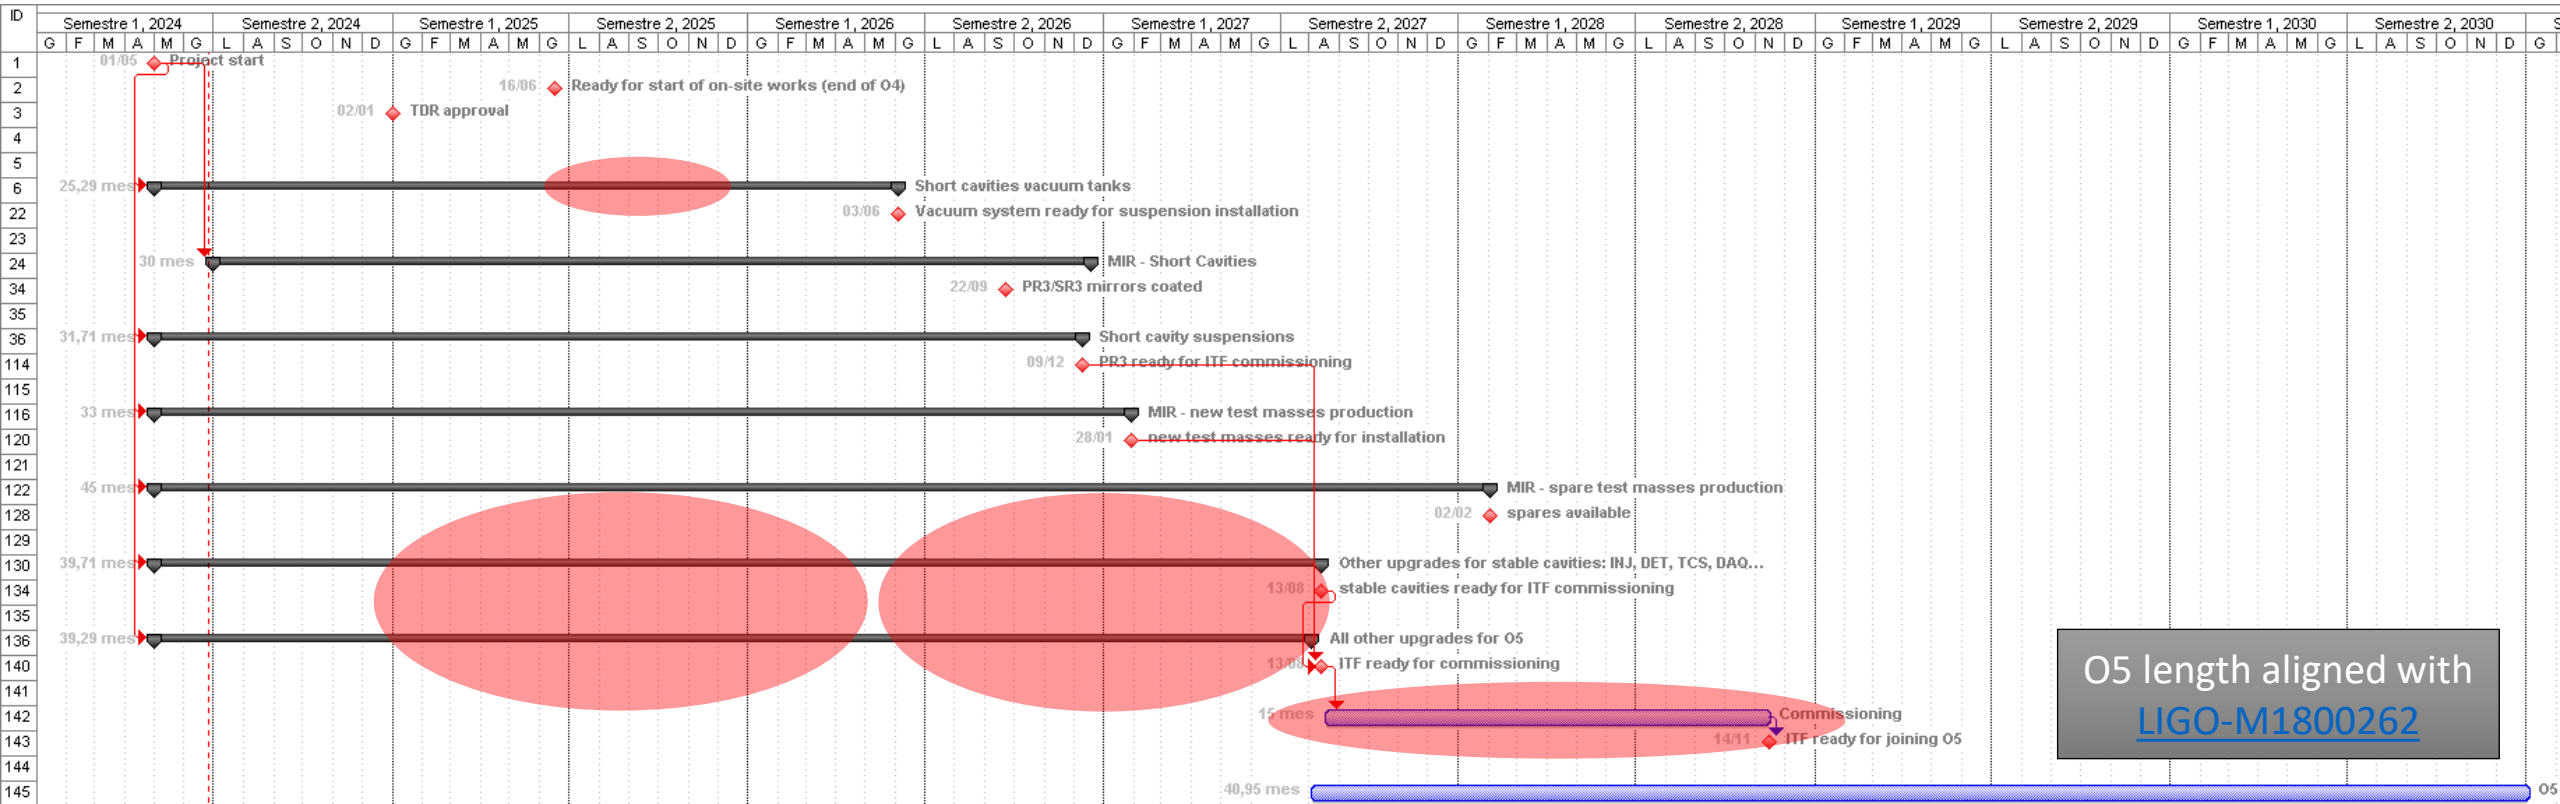 ID
Semestre 1, 2024 Semestre 2, 2024 Semestre 1, 2025 Semestre 2, 2025 Semestre 1, 2026 Semestre 2, 2026 Semestre 1, 2027 Semestre 2, 2027 Semestre 1, 2028 Semestre 2, 2028 Semestre 1, 2029 Semestre 2, 2029 Semestre 1, 2030 Semestre 2, 2030 S
G F M A M G L A S O N D G F M A M G L A S O N D G F M A M G L A S O N D G F M A M G L A S O N D G F M A M G L A S O N D G F M A M G L A S O N D G F M A M G L A S O N D G
1 01/05 Project start
2 16/06 Ready for start of on-site works (end of O4)
3 02/01 TDR approval
4
5
6 25,29 mes Short cavities vacuum tanks
22 03/06 Vacuum system ready for suspension installation
23
24 30 mes MIR - Short Cavities
34 22/09 PR3/SR3 mirrors coated
35
36 31,71 mes Short cavity suspensions
114 09/12 PR3 ready for ITF commissioning
115
116 33 mes MIR - new test masses production
120 28/01 new test masses ready for installation
121
122 45 mes MIR - spare test masses production
128 02/02 spares available
129
130 39,71 mes Other upgrades for stable cavities: INJ, DET, TCS, DAQ...
134 13/08 stable cavities ready for ITF commissioning
135
136 39,29 mes All other upgrades for O5
140 13/08 ITF ready for commissioning
141
142 15 mes Commissioning
143 14/11 ITF ready for joining O5
144
145 40,95 mes O5
O5 length aligned with
LIGO-M1800262